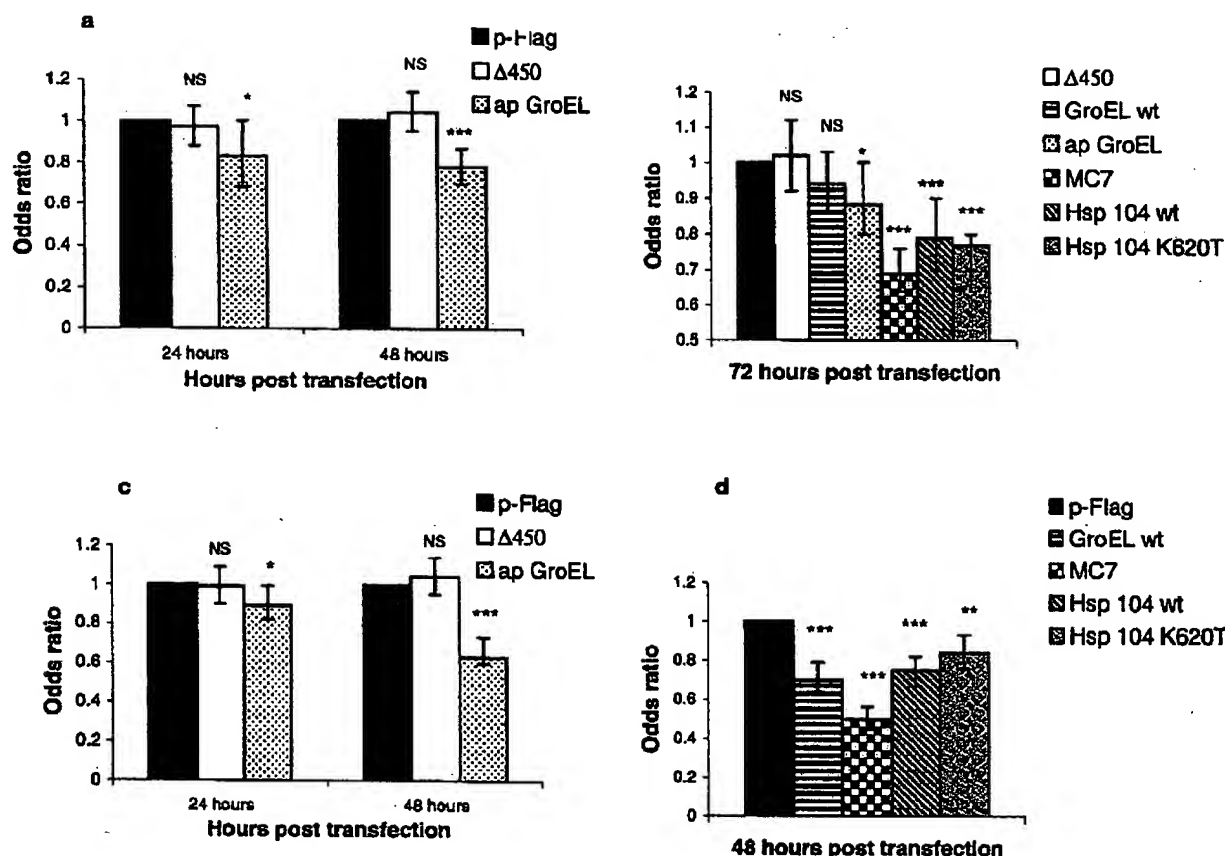 a
p-Flag
Δ450
ap GroEL
Odds ratio
1.2
1
0.8
0.6
0.4
0.2
0
NS
*
NS
***
24 hours
48 hours
Hours post transfection
Δ450
GroEL wt
ap GroEL
MC7
Hsp 104 wt
Hsp 104 K620T
Odds ratio
1.2
1.1
1
0.9
0.8
0.7
0.6
0.5
NS
NS
*
***
***
***
72 hours post transfection
c
p-Flag
Δ450
ap GroEL
Odds ratio
1.2
1
0.8
0.6
0.4
0.2
0
NS
*
NS
***
24 hours
48 hours
Hours post transfection
d
p-Flag
GroEL wt
MC7
Hsp 104 wt
Hsp 104 K620T
Odds ratio
1.2
1
0.8
0.6
0.4
0.2
0
***
***
***
**
48 hours post transfection